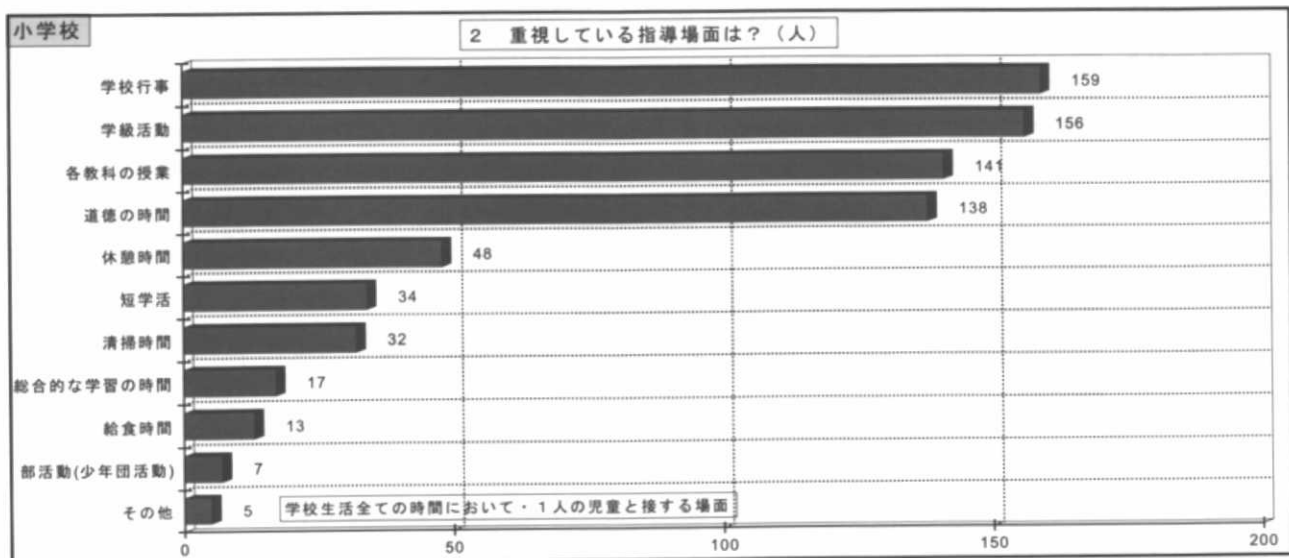 小学校
2 重視している指導場面は?(人)
学校行事 159
学級活動 156
各教科の授業 141
道徳の時間 138
休憩時間 48
短学活 34
清掃時間 32
総合的な学習の時間 17
給食時間 13
部活動(少年団活動) 7
その他 5 学校生活全ての時間において・1人の児童と接する場面
0 50 100 150 200